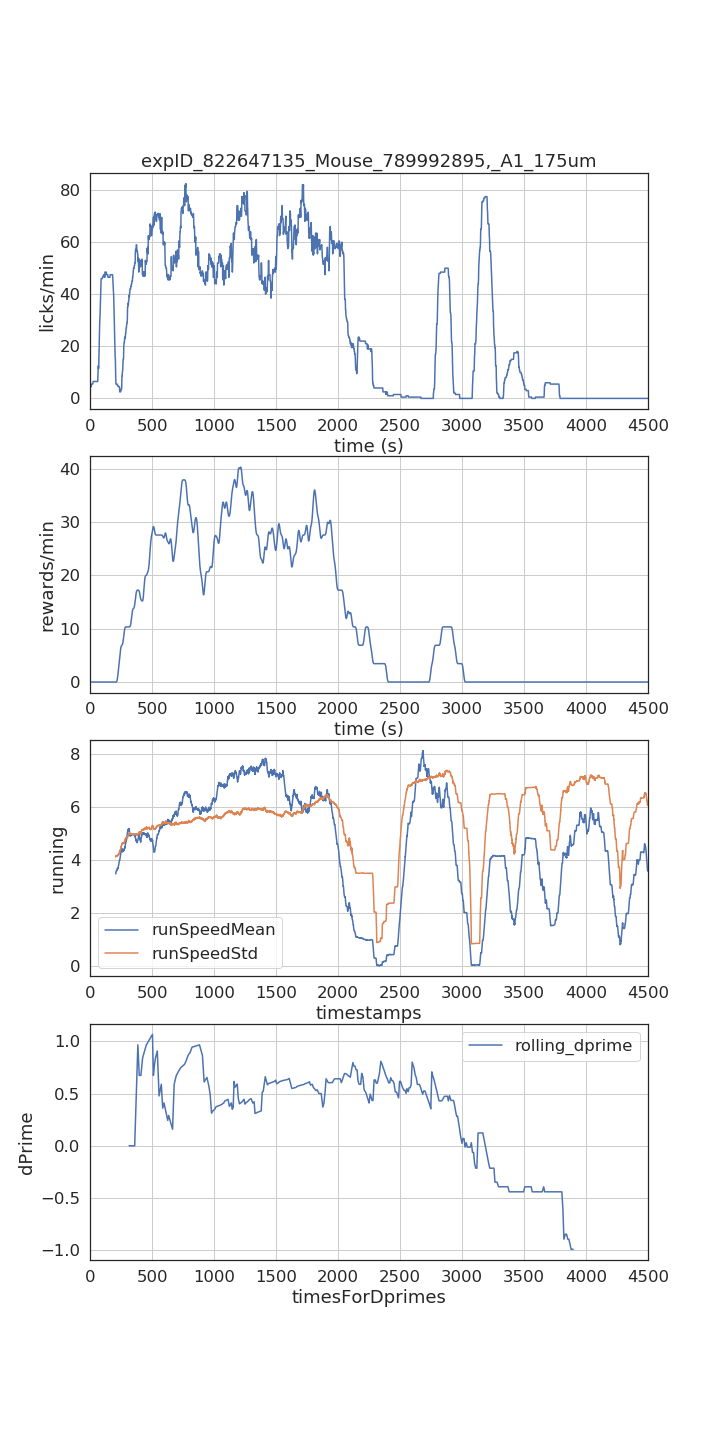 expID_822647135_Mouse_789992895,_A1_175um
80
60
40
20
0
licks/min
0 500 1000 1500 2000 2500 3000 3500 4000 4500
time (s)
40
30
20
10
0
rewards/min
0 500 1000 1500 2000 2500 3000 3500 4000 4500
time (s)
8
6
4
2
0
running
runSpeedMean
runSpeedStd
0 500 1000 1500 2000 2500 3000 3500 4000 4500
timestamps
1.0
0.5
0.0
−0.5
−1.0
dPrime
rolling_dprime
0 500 1000 1500 2000 2500 3000 3500 4000 4500
timesForDprimes